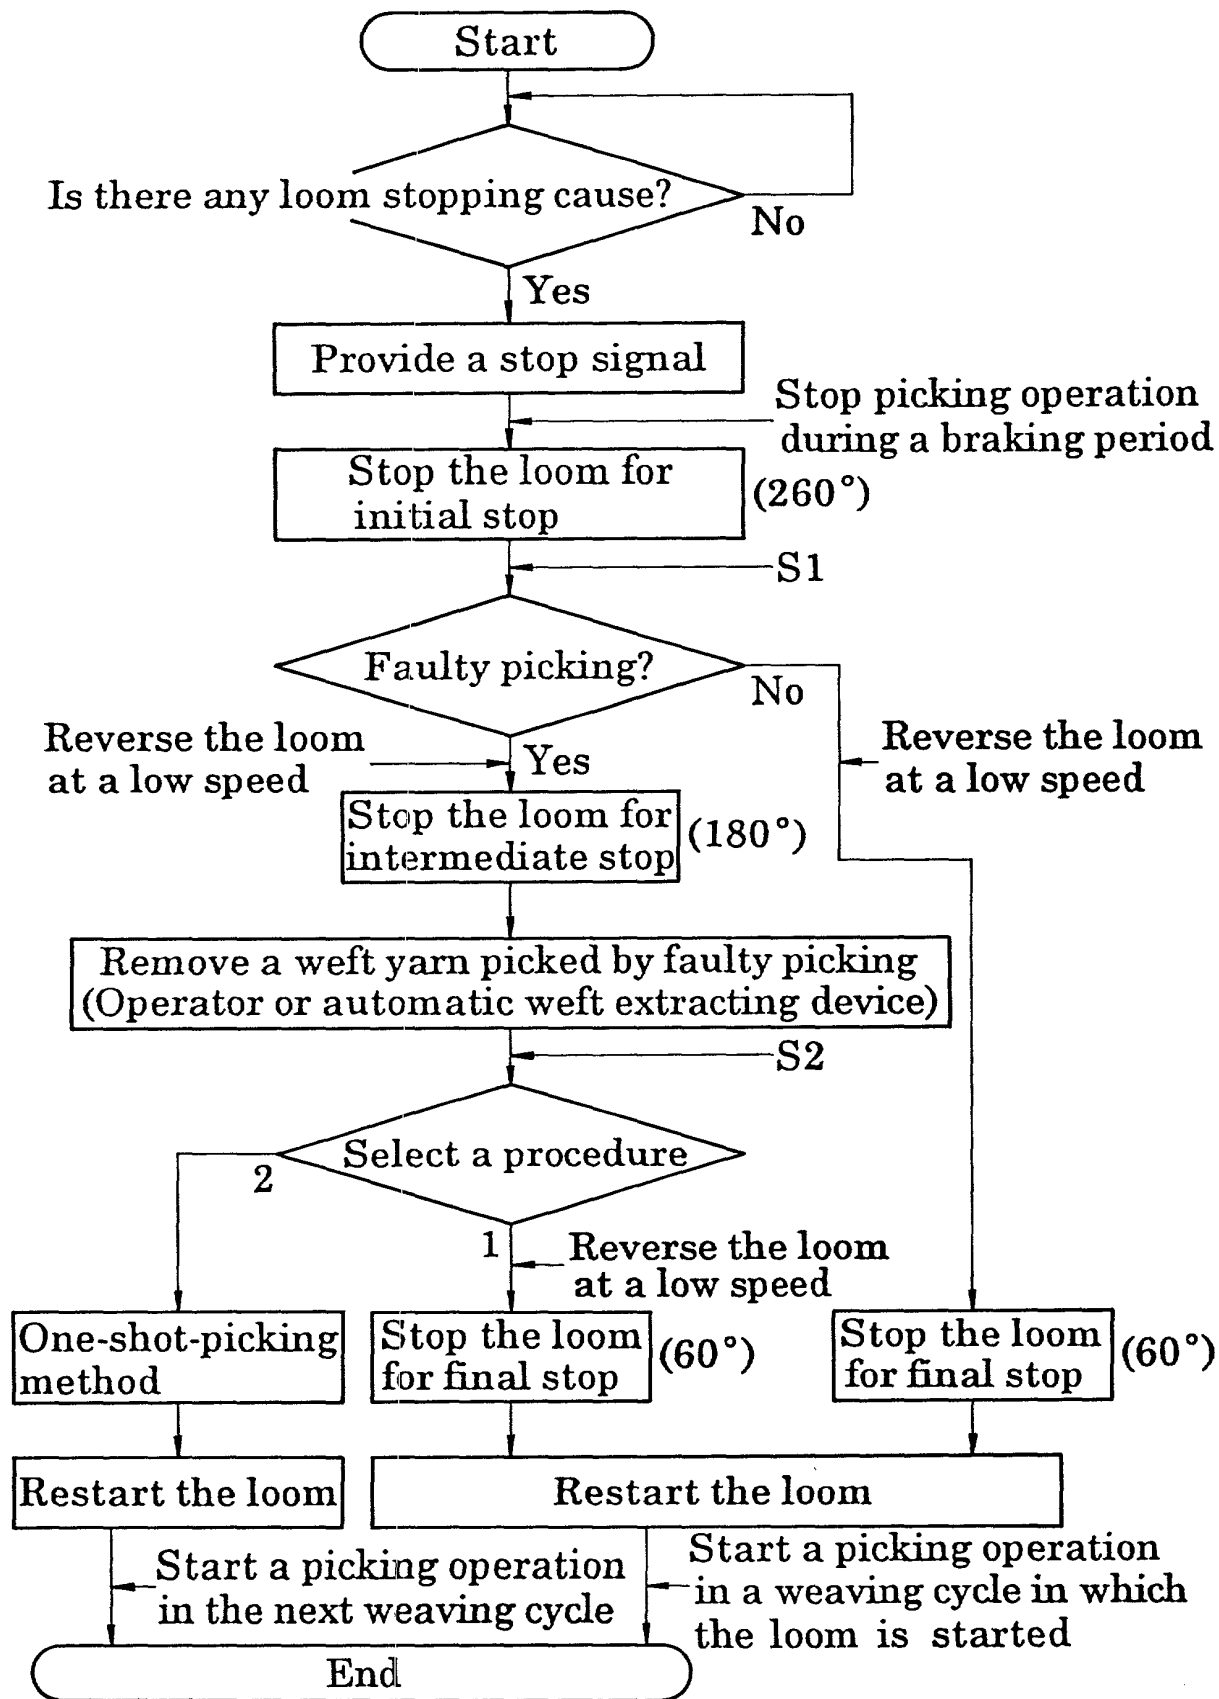 Start
Is there any loom stopping cause?
No
Yes
Provide a stop signal
Stop picking operation
during a braking period
Stop the loom for
initial stop
(260°)
S1
Faulty picking?
No
Reverse the loom
at a low speed
Yes
Reverse the loom
at a low speed
Stop the loom for
intermediate stop
(180°)
Remove a weft yarn picked by faulty picking
(Operator or automatic weft extracting device)
S2
Select a procedure
2
1
Reverse the loom
at a low speed
One-shot-picking
method
Stop the loom
for final stop
(60°)
Stop the loom
for final stop
(60°)
Restart the loom
Restart the loom
Start a picking operation
in the next weaving cycle
Start a picking operation
in a weaving cycle in which
the loom is started
End